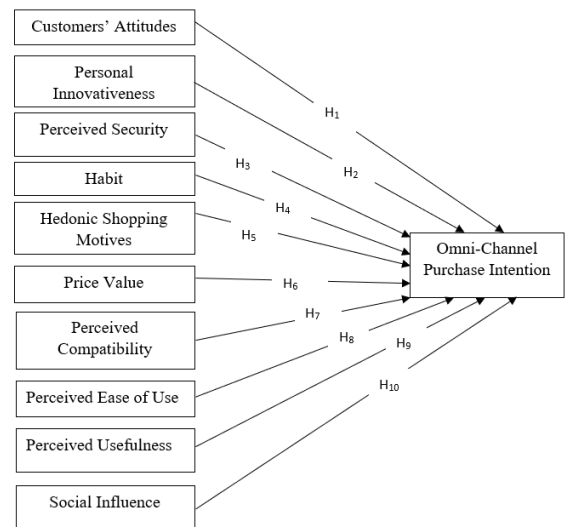 Customers’ Attitudes
Personal
Innovativeness
Perceived Security
Habit
Hedonic Shopping
Motives
Price Value
Perceived
Compatibility
Perceived Ease of Use
Perceived Usefulness
Social Influence
H1
H2
H3
H4
H5
H6
H7
H8
H9
H10
Omni-Channel
Purchase Intention